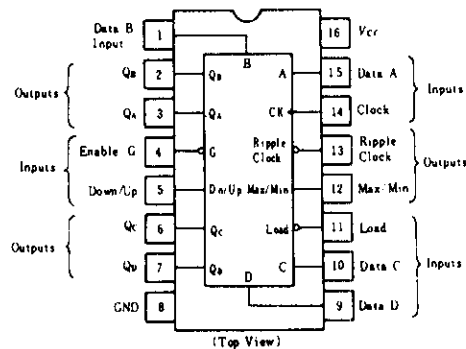 Data B
Input
1
16
Vcc
B
QB
2
QB
A
15
Data A
Outputs
Inputs
QA
3
QA
CK
14
Clock
Enable G
4
G
Ripple
Clock
13
Ripple
Clock
Inputs
Outputs
Down/Up
5
Dn/Up
Max/Min
12
Max/Min
QC
6
QC
Load
11
Load
Outputs
QD
7
C
10
Data C
Inputs
D
GND
8
9
Data D
(Top View)